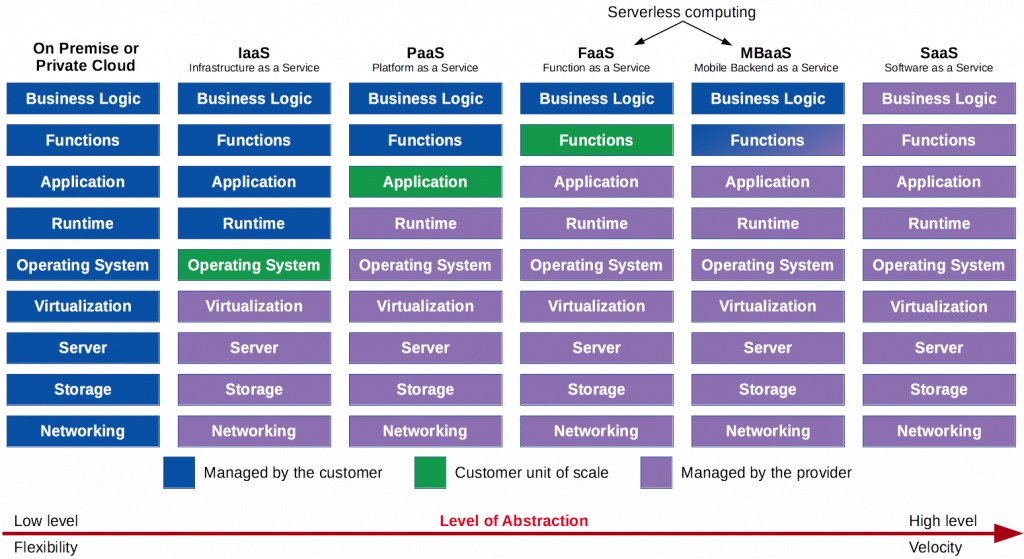 Serverless computing
On Premise or
Private Cloud
IaaS
Infrastructure as a Service
PaaS
Platform as a Service
FaaS
Function as a Service
MBaaS
Mobile Backend as a Service
SaaS
Software as a Service
Business Logic Business Logic Business Logic Business Logic Business Logic Business Logic
Functions Functions Functions Functions Functions Functions
Application Application Application Application Application Application
Runtime Runtime Runtime Runtime Runtime Runtime
Operating System Operating System Operating System Operating System Operating System Operating System
Virtualization Virtualization Virtualization Virtualization Virtualization Virtualization
Server Server Server Server Server Server
Storage Storage Storage Storage Storage Storage
Networking Networking Networking Networking Networking Networking
Managed by the customer Customer unit of scale Managed by the provider
Low level Level of Abstraction High level
Flexibility Velocity